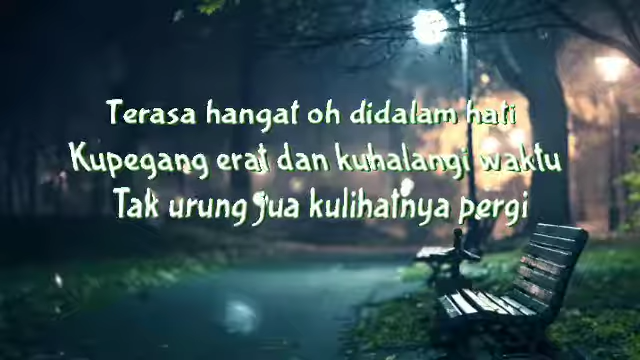 Terasa hangat oh didalam hati
Kupegang erat dan kuhalangi waktu
Tak urung jua kulihatnya pergi